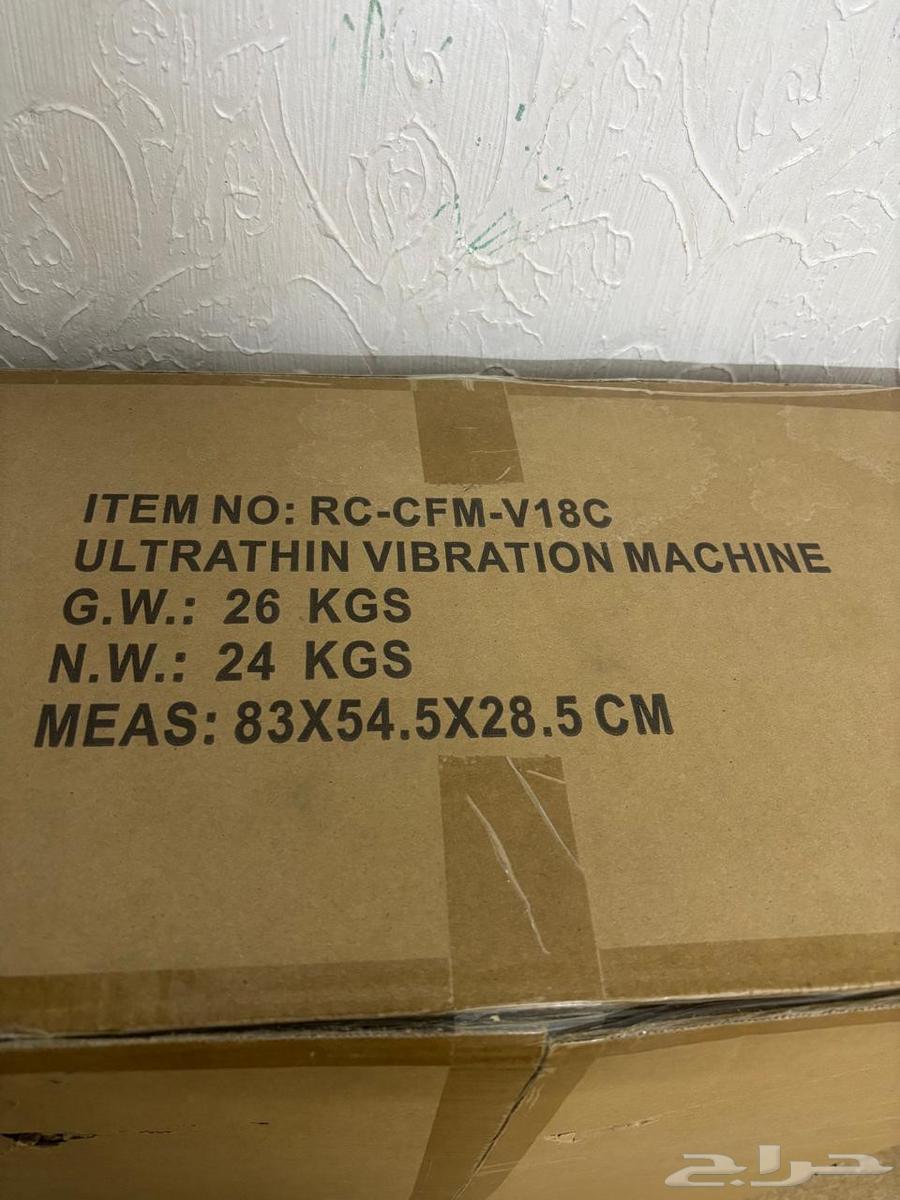 ITEM NO: RC-CFM-V18C
ULTRATHIN VIBRATION MACHINE
G.W.: 26 KGS
N.W.: 24 KGS
MEAS: 83X54.5X28.5 CM
حراج